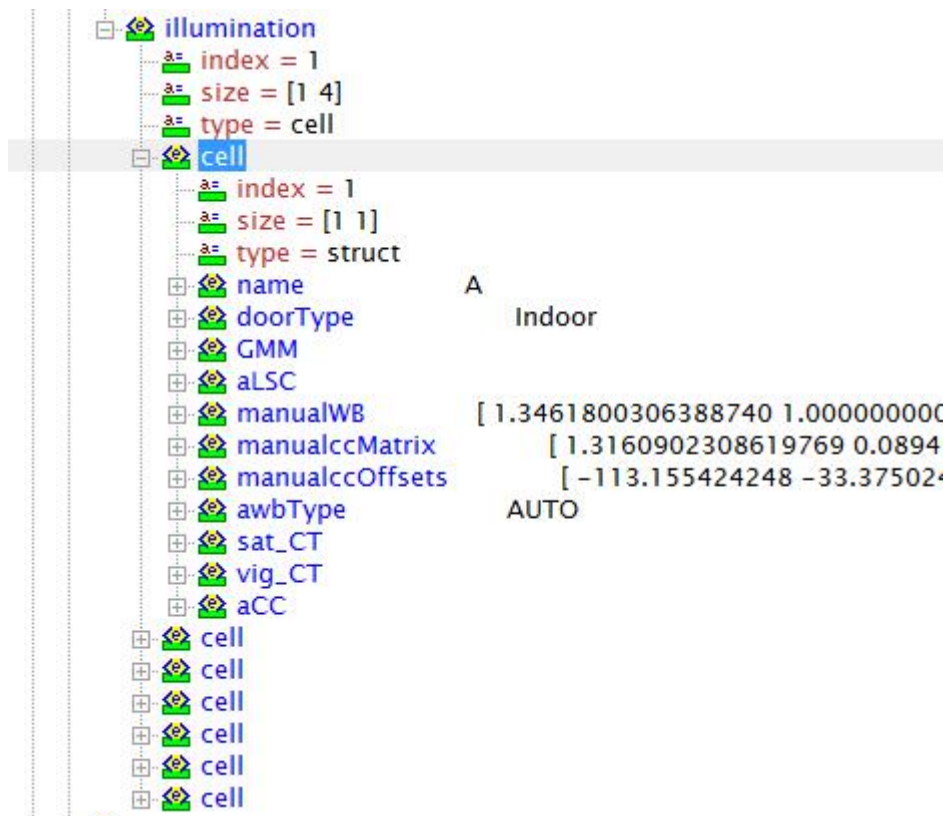 illumination
index = 1
size = [1 4]
type = cell
cell
index = 1
size = [1 1]
type = struct
name A
doorType Indoor
GMM
aLSC
manualWB [ 1.3461800306388740 1.000000000
manualccMatrix [ 1.3160902308619769 0.0894
manualccOffsets [ -113.155424248 -33.375024
awbType AUTO
sat_CT
vig_CT
aCC
cell
cell
cell
cell
cell
cell